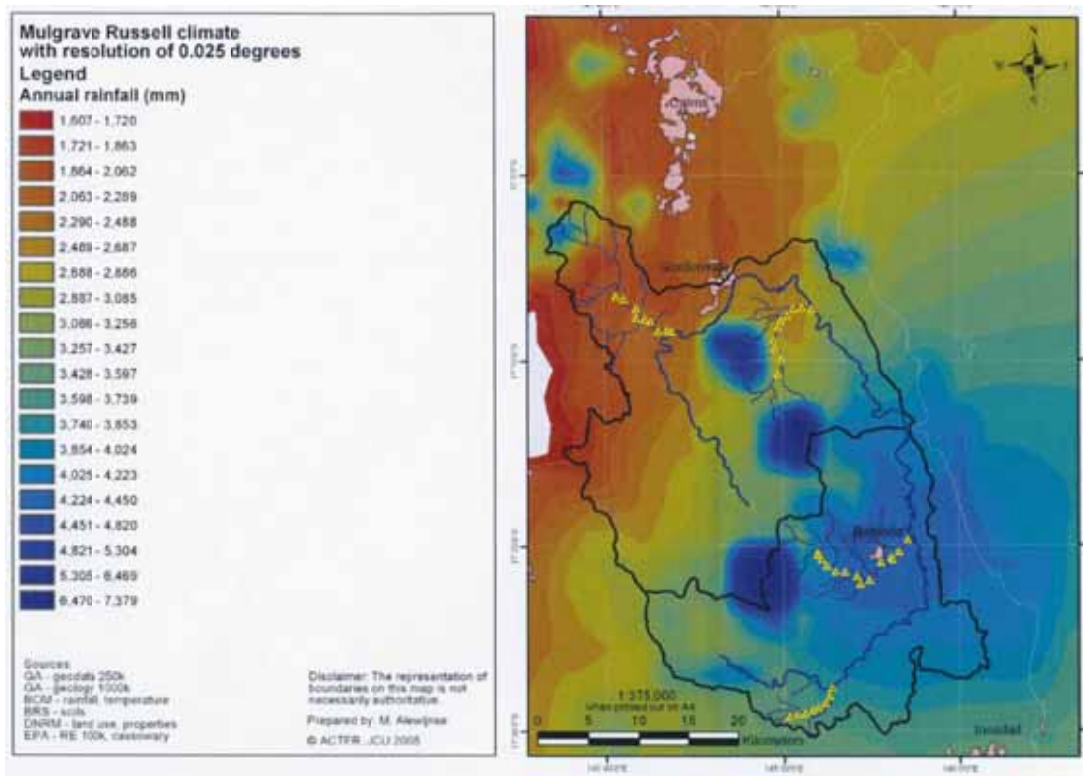 Mulgrave Russell climate
with resolution of 0.025 degrees
Legend
Annual rainfall (mm)
1,607 - 1,720
1,721 - 1,863
1,864 - 2,062
2,063 - 2,289
2,290 - 2,488
2,489 - 2,687
2,688 - 2,886
2,887 - 3,085
3,086 - 3,256
3,257 - 3,427
3,428 - 3,597
3,598 - 3,739
3,740 - 3,853
3,854 - 4,024
4,025 - 4,223
4,224 - 4,450
4,451 - 4,820
4,821 - 5,304
5,305 - 6,469
6,470 - 7,379
Sources
GA - geodata 250k
GA - geology 1000k
BOM - rainfall, temperature
BRS - soils
DNRM - land use, properties
EPA - RE 100k, cassowary
Disclaimer: The representation of
boundaries on this map is not
necessarily authoritative.
Prepared by: M. Alewijnse
© ACTFR, JCU 2005
Cairns
Gordonvale
Babinda
Innisfail
1:375,000
when printed out on A4
0 5 10 15 20
Kilometers